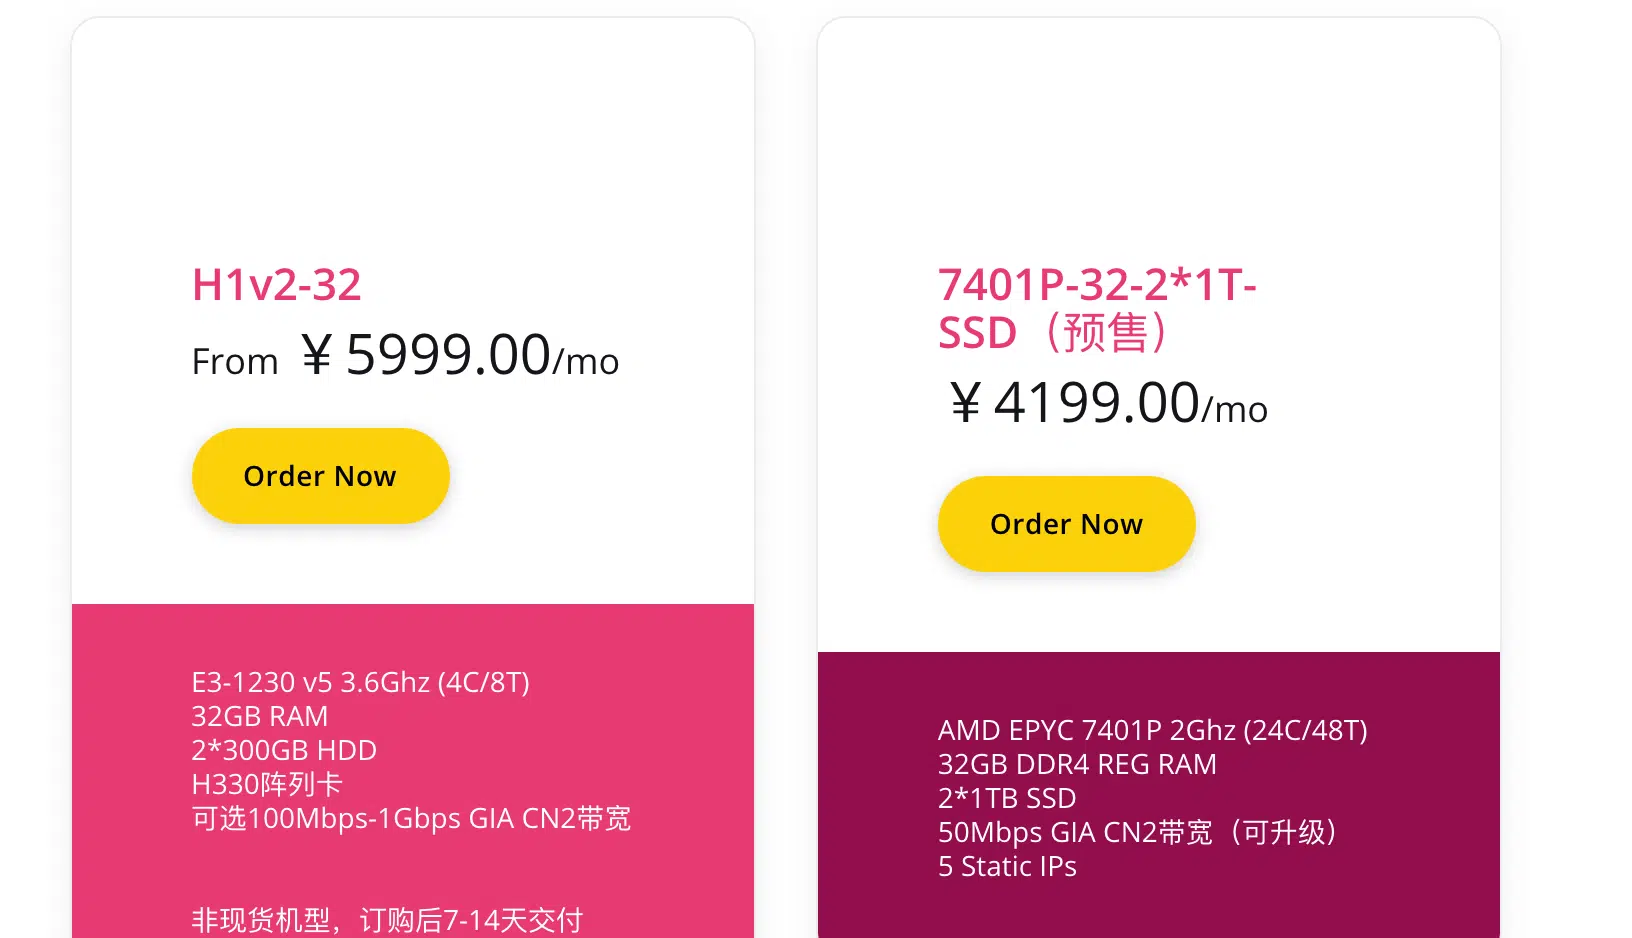 H1v2-32
From ￥5999.00/mo
Order Now
E3-1230 v5 3.6Ghz (4C/8T)
32GB RAM
2*300GB HDD
H330阵列卡
可选100Mbps-1Gbps GIA CN2带宽
非现货机型，订购后7-14天交付
7401P-32-2*1T-
SSD（预售）
￥4199.00/mo
Order Now
AMD EPYC 7401P 2Ghz (24C/48T)
32GB DDR4 REG RAM
2*1TB SSD
50Mbps GIA CN2带宽（可升级）
5 Static IPs